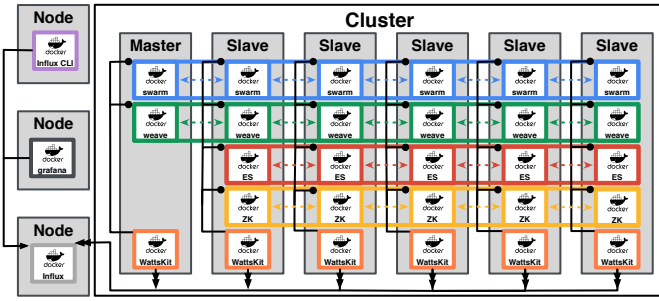 Node
docker
Influx CLI
Node
docker
grafana
Node
docker
Influx
Cluster
Master Slave Slave Slave Slave Slave
docker docker docker docker docker docker
swarm swarm swarm swarm swarm swarm
docker docker docker docker docker docker
weave weave weave weave weave weave
docker docker docker docker docker
ES ES ES ES ES
docker docker docker docker docker
ZK ZK ZK ZK ZK
docker docker docker docker docker docker
WattsKit WattsKit WattsKit WattsKit WattsKit WattsKit